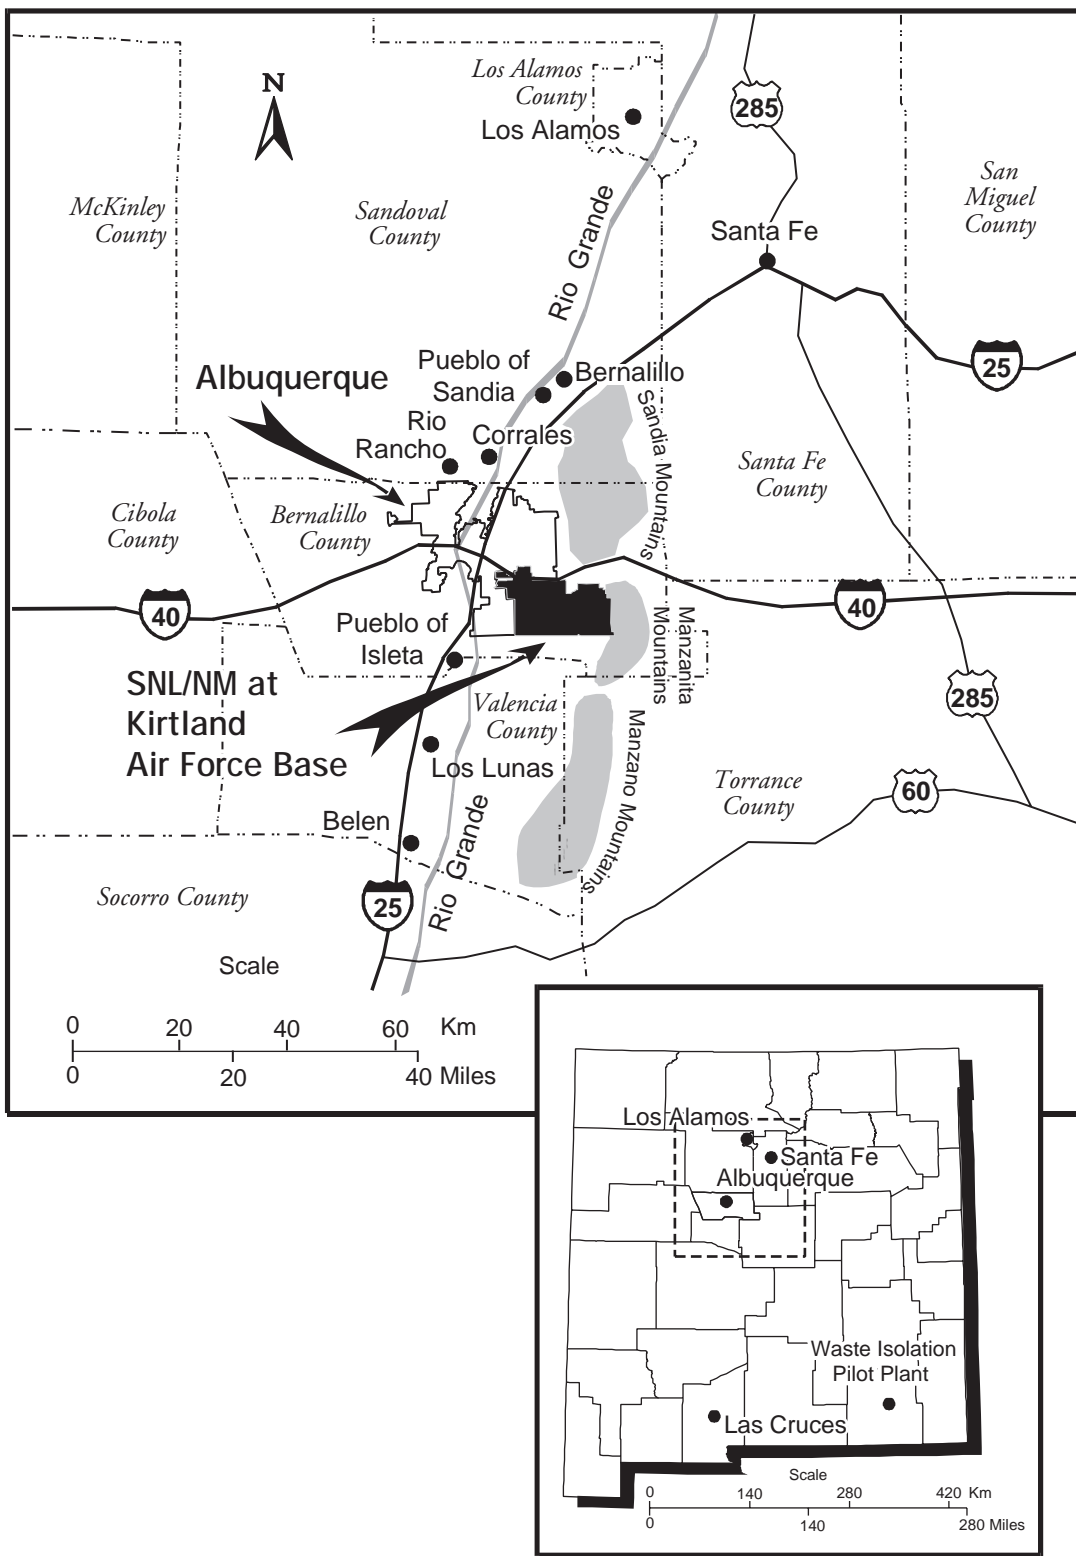 N
Los Alamos
County
Los Alamos
285
McKinley
County
Sandoval
County
San
Miguel
County
Rio Grande
Santa Fe
25
Albuquerque
Pueblo of
Sandia
Bernalillo
Rio
Rancho
Corrales
Sandia Mountains
Santa Fe
County
Cibola
County
Bernalillo
County
40
40
Pueblo of
Isleta
Manzanita
Mountains
SNL/NM at
Kirtland
Air Force Base
Valencia
County
285
Los Lunas
Manzano Mountains
Torrance
County
60
Belen
Rio Grande
Socorro County
25
Scale
0 20 40 60 Km
0 20 40 Miles
Los Alamos
Santa Fe
Albuquerque
Waste Isolation
Pilot Plant
Las Cruces
Scale
0 140 280 420 Km
0 140 280 Miles